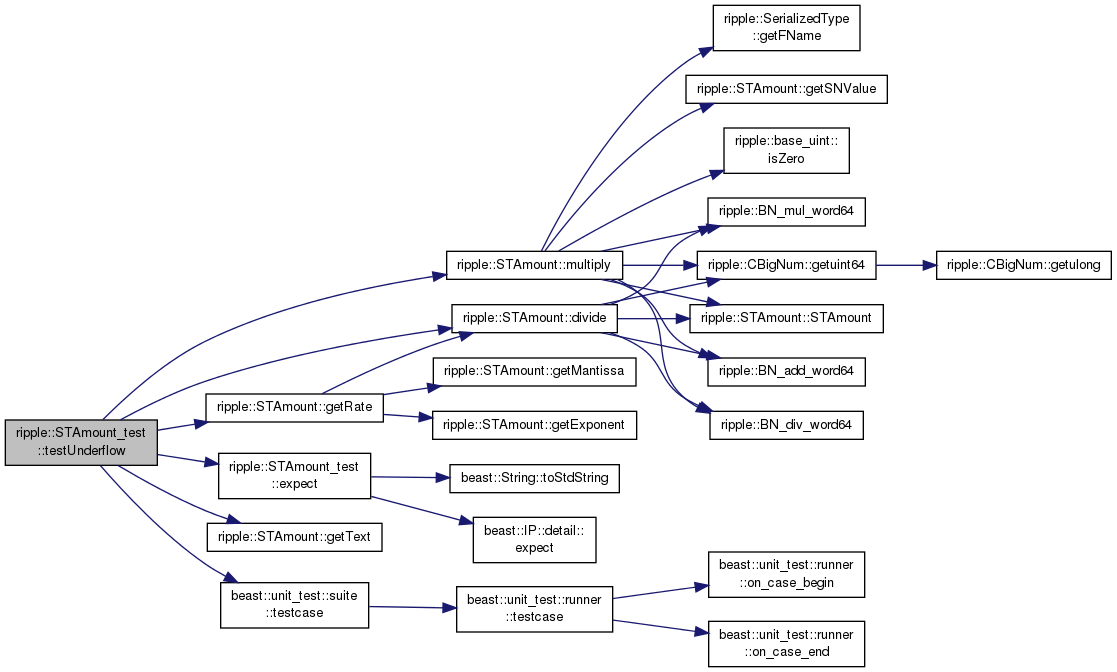 ripple::SerializedType
::getFName
ripple::STAmount::getSNValue
ripple::base_uint::
isZero
ripple::BN_mul_word64
ripple::STAmount::multiply
ripple::CBigNum::getuint64
ripple::CBigNum::getulong
ripple::STAmount::divide
ripple::STAmount::STAmount
ripple::STAmount::getMantissa
ripple::BN_add_word64
ripple::STAmount::getRate
ripple::STAmount::getExponent
ripple::BN_div_word64
ripple::STAmount_test
::testUnderflow
ripple::STAmount_test
::expect
beast::String::toStdString
ripple::STAmount::getText
beast::IP::detail::
expect
beast::unit_test::suite
::testcase
beast::unit_test::runner
::testcase
beast::unit_test::runner
::on_case_begin
beast::unit_test::runner
::on_case_end